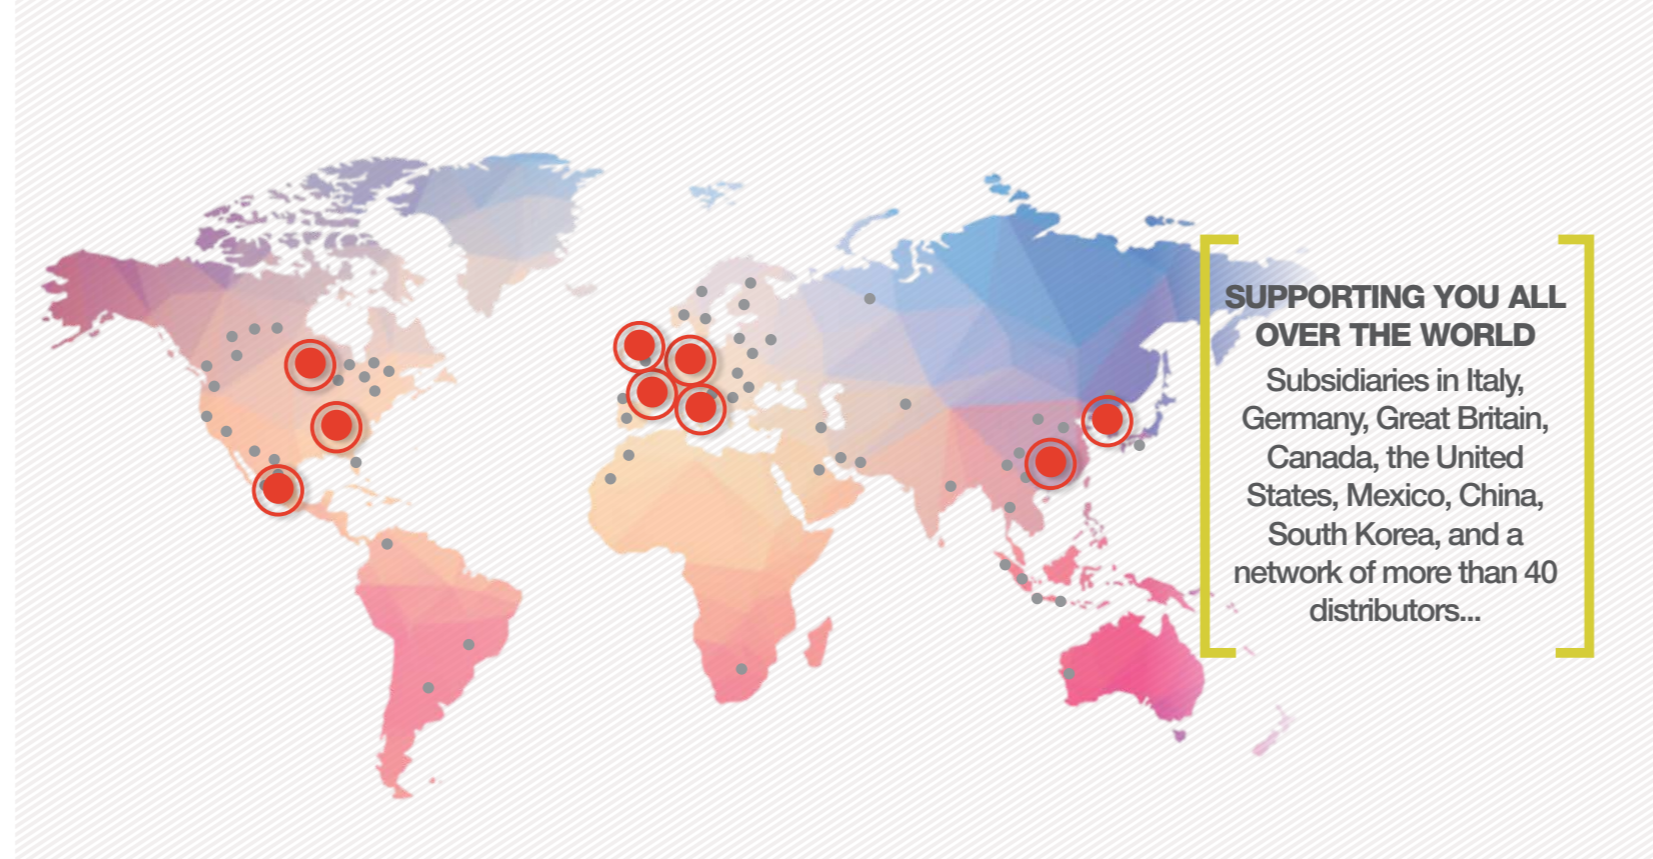 SUPPORTING YOU ALL
OVER THE WORLD
Subsidiaries in Italy,
Germany, Great Britain,
Canada, the United
States, Mexico, China,
South Korea, and a
network of more than 40
distributors...